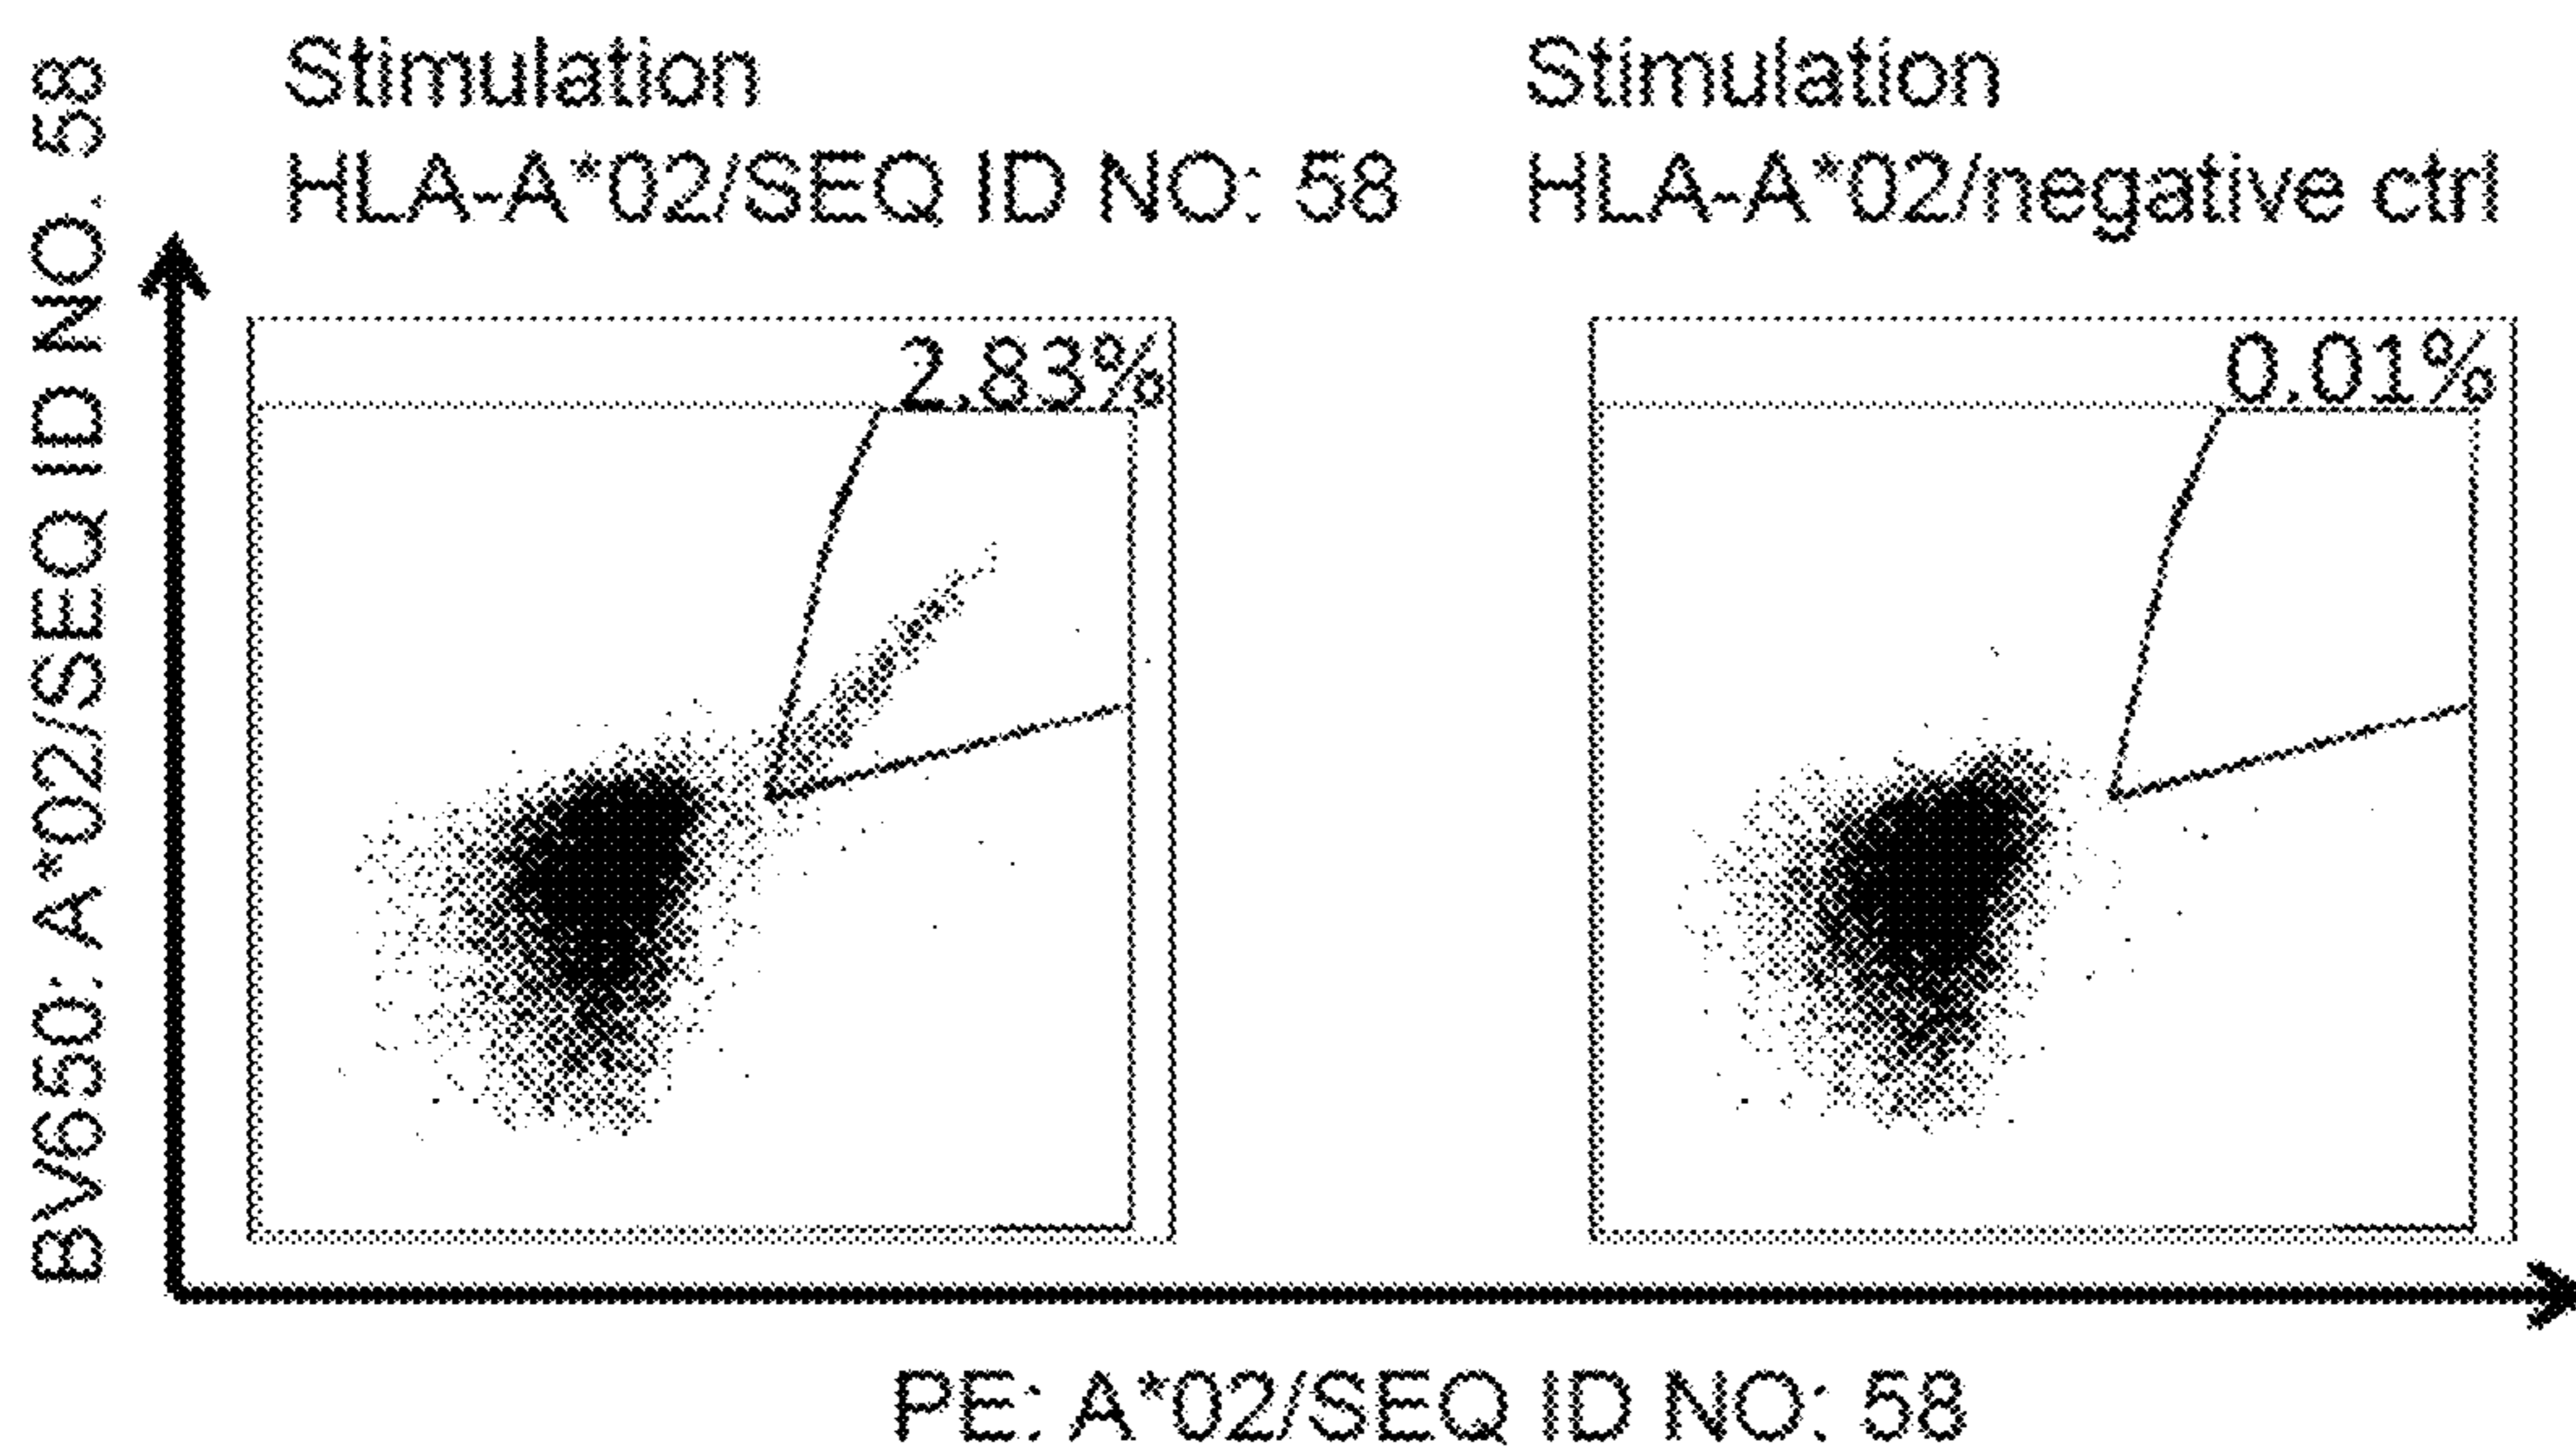 Stimulation
HLA-A*02/SEQ ID NO: 58
Stimulation
HLA-A*02/negative ctrl
BV650: A*02/SEQ ID NO. 58
2.83%
0.01%
PE: A*02/SEQ ID NO: 58